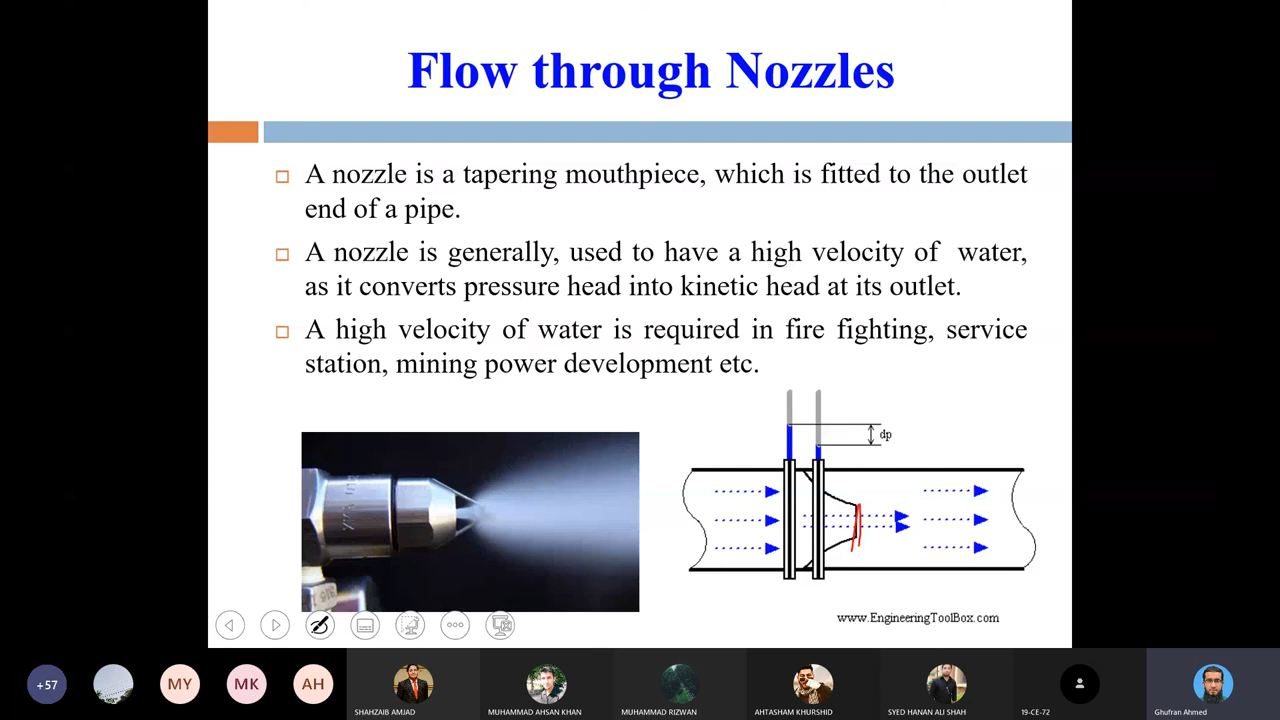 Flow through Nozzles
A nozzle is a tapering mouthpiece, which is fitted to the outlet
end of a pipe.
A nozzle is generally, used to have a high velocity of water,
as it converts pressure head into kinetic head at its outlet.
A high velocity of water is required in fire fighting, service
station, mining power development etc.
dp
www.EngineeringToolBox.com
+57
MY
MK
AH
SHAHZAIB AMJAD
MUHAMMAD AHSAN KHAN
MUHAMMAD RIZWAN
AHTASHAM KHURSHID
SYED HANAN ALI SHAH
19-CE-72
Ghufran Ahmed